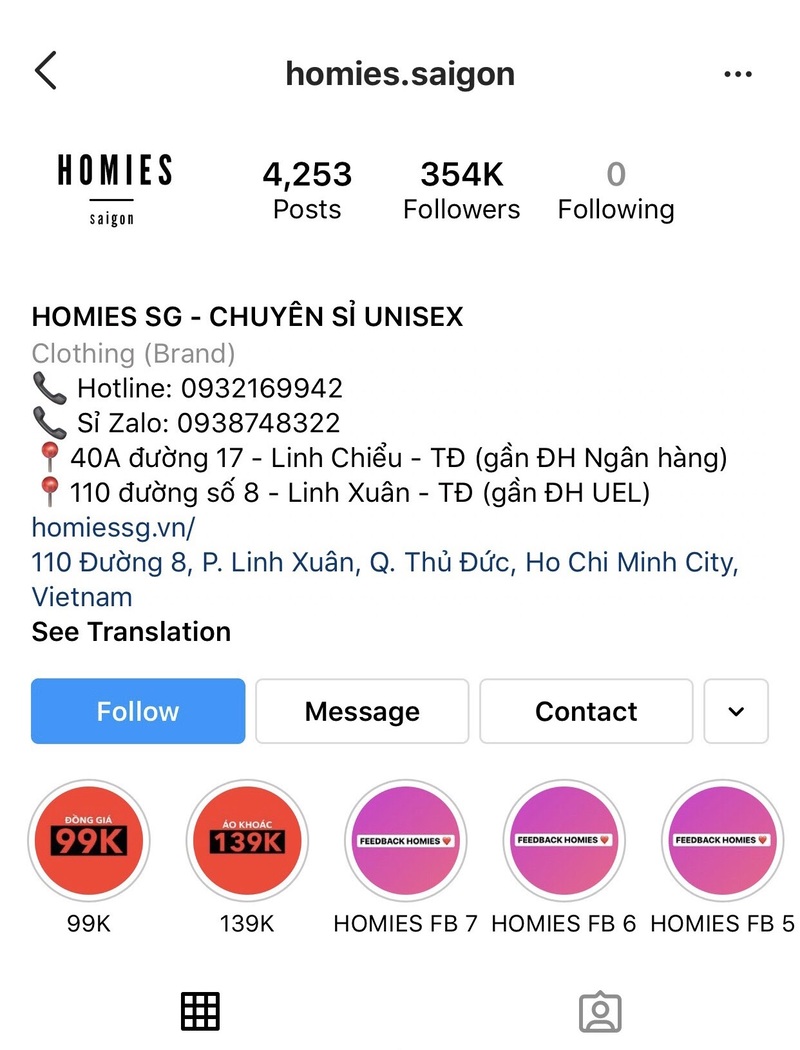 homies.saigon
HOMIES
saigon
4,253
Posts
354K
Followers
0
Following
HOMIES SG - CHUYÊN SỈ UNISEX
Clothing (Brand)
📞 Hotline: 0932169942
📞 Sỉ Zalo: 0938748322
📍 40A đường 17 - Linh Chiểu - TĐ (gần ĐH Ngân hàng)
📍 110 đường số 8 - Linh Xuân - TĐ (gần ĐH UEL)
homiessg.vn/
110 Đường 8, P. Linh Xuân, Q. Thủ Đức, Ho Chi Minh City,
Vietnam
See Translation
Follow
Message
Contact
ĐỒNG GIÁ
99K
99K
ÁO KHOÁC
139K
139K
FEEDBACK HOMIES ❤️
HOMIES FB 7
FEEDBACK HOMIES ❤️
HOMIES FB 6
FEEDBACK HOMIES ❤️
HOMIES FB 5